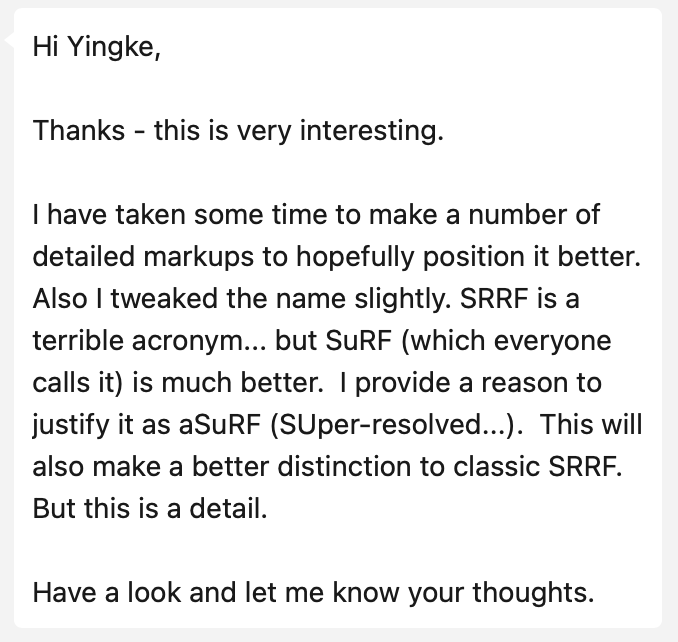 Hi Yingke,
Thanks - this is very interesting.
I have taken some time to make a number of
detailed markups to hopefully position it better.
Also I tweaked the name slightly. SRRF is a
terrible acronym... but SuRF (which everyone
calls it) is much better.  I provide a reason to
justify it as aSuRF (SUper-resolved...).  This will
also make a better distinction to classic SRRF.
But this is a detail.
Have a look and let me know your thoughts.